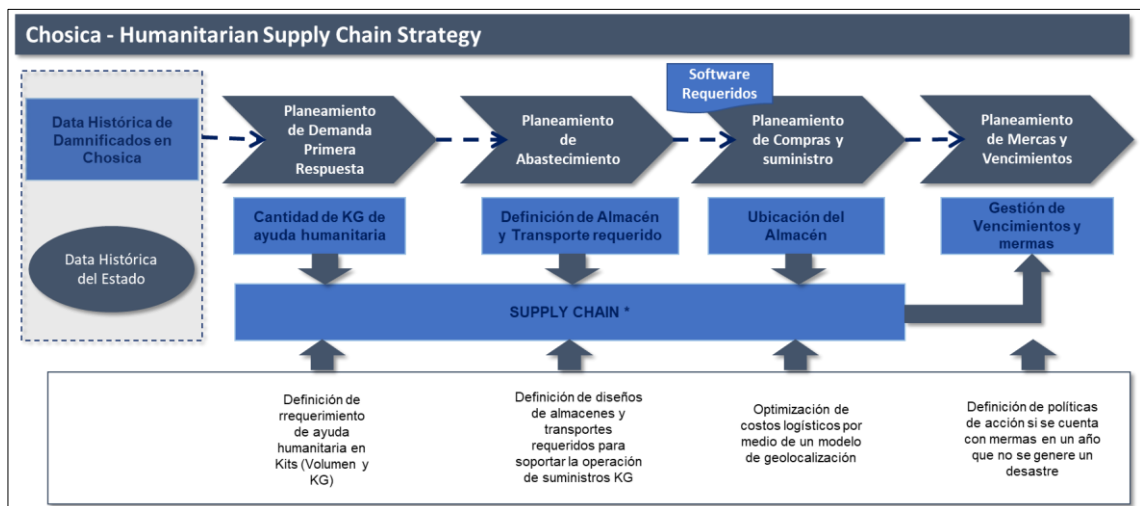 Chosica - Humanitarian Supply Chain Strategy
Software
Requeridos
Data Histórica de
Damnificados en
Chosica
Planeamiento
de Demanda
Primera
Respuesta
Planeamiento
de
Abastecimiento
Planeamiento
de Compras y
suministro
Planeamiento
de Mercas y
Vencimientos
Cantidad de KG de
ayuda humanitaria
Definición de Almacén
y Transporte requerido
Ubicación del
Almacén
Gestión de
Vencimientos y
mermas
Data Histórica
del Estado
SUPPLY CHAIN *
Definición de
rrequerimiento
de ayuda
humanitaria en
Kits (Volumen y
KG)
Definición de diseños
de almacenes y
transportes
requeridos para
soportar la operación
de suministros KG
Optimización de
costos logísticos por
medio de un modelo
de geolocalización
Definición de políticas
de acción si se cuenta
con mermas en un año
que no se genere un
desastre